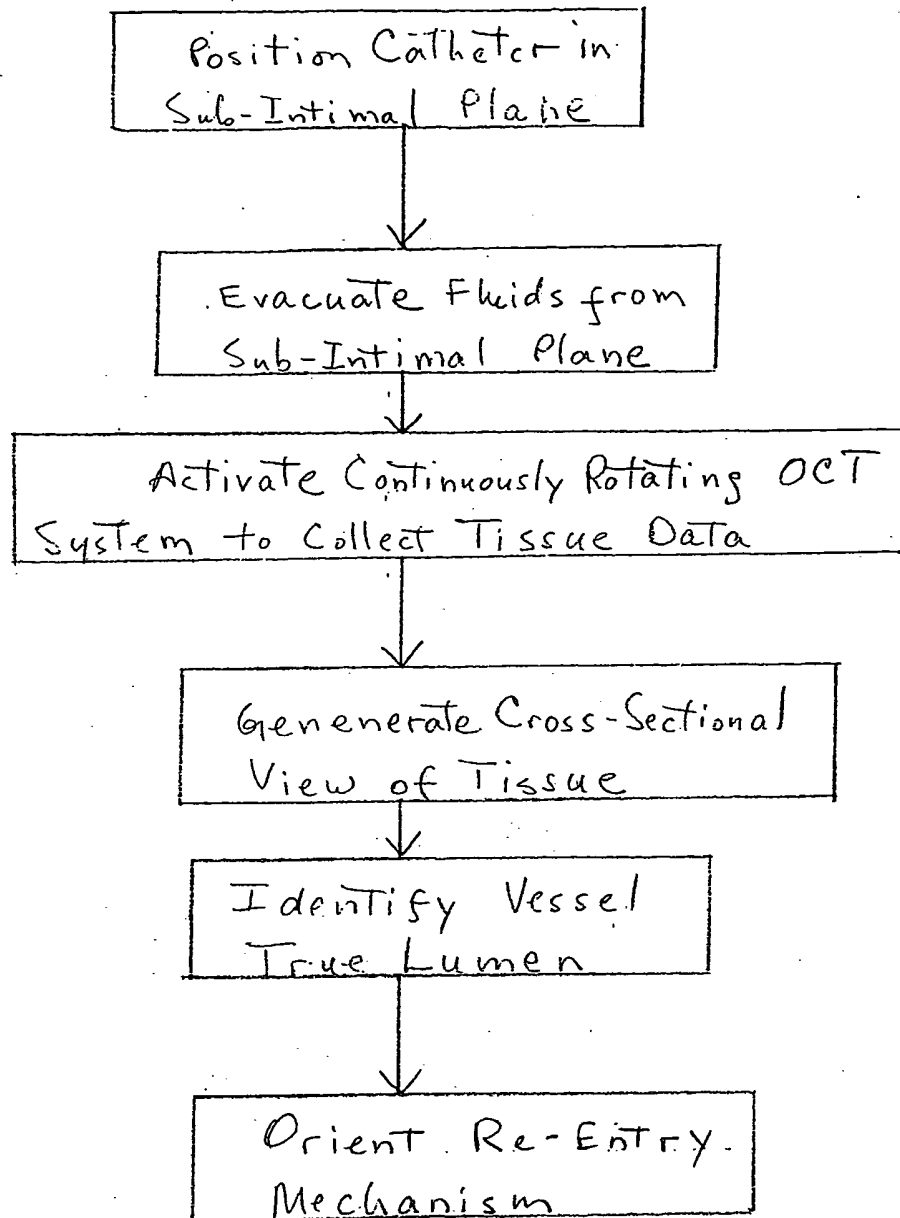 Position Catheter in
Sub-Intimal Plane
Evacuate Fluids from
Sub-Intimal Plane
Activate Continuously Rotating OCT
System to Collect Tissue Data
Genenerate Cross-Sectional
View of Tissue
Identify Vessel
True Lumen
Orient Re-Entry
Mechanism